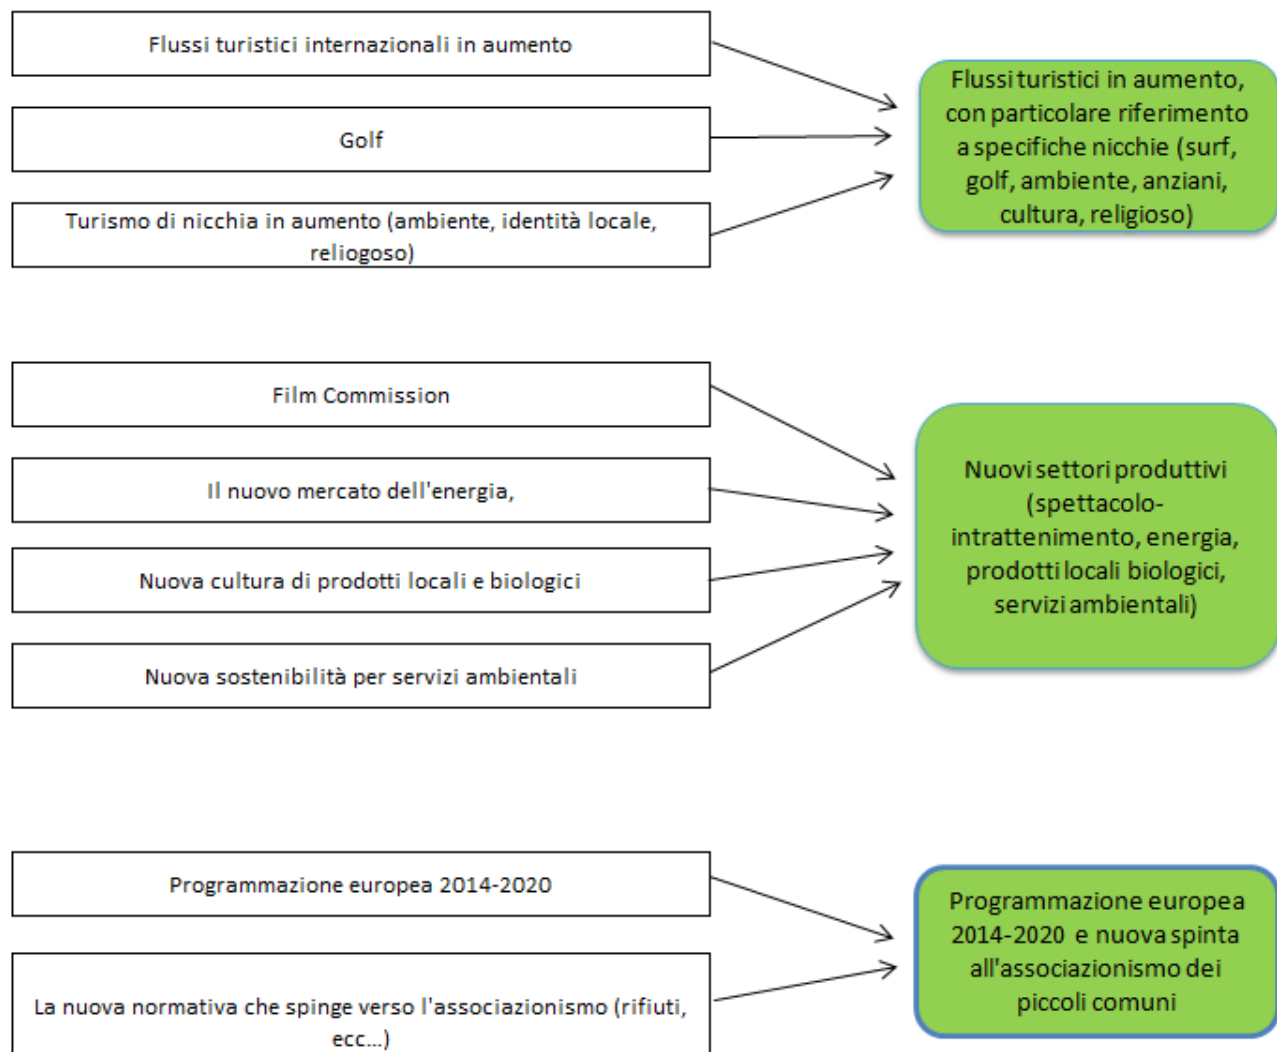 Flussi turistici internazionali in aumento
Golf
Turismo di nicchia in aumento (ambiente, identità locale,
reliogoso)
Flussi turistici in aumento,
con particolare riferimento
a specifiche nicchie (surf,
golf, ambiente, anziani,
cultura, religioso)
Film Commission
Il nuovo mercato dell'energia,
Nuova cultura di prodotti locali e biologici
Nuova sostenibilità per servizi ambientali
Nuovi settori produttivi
(spettacolo-
intrattenimento, energia,
prodotti locali biologici,
servizi ambientali)
Programmazione europea 2014-2020
La nuova normativa che spinge verso l'associazionismo (rifiuti,
ecc...)
Programmazione europea
2014-2020 e nuova spinta
all'associazionismo dei
piccoli comuni